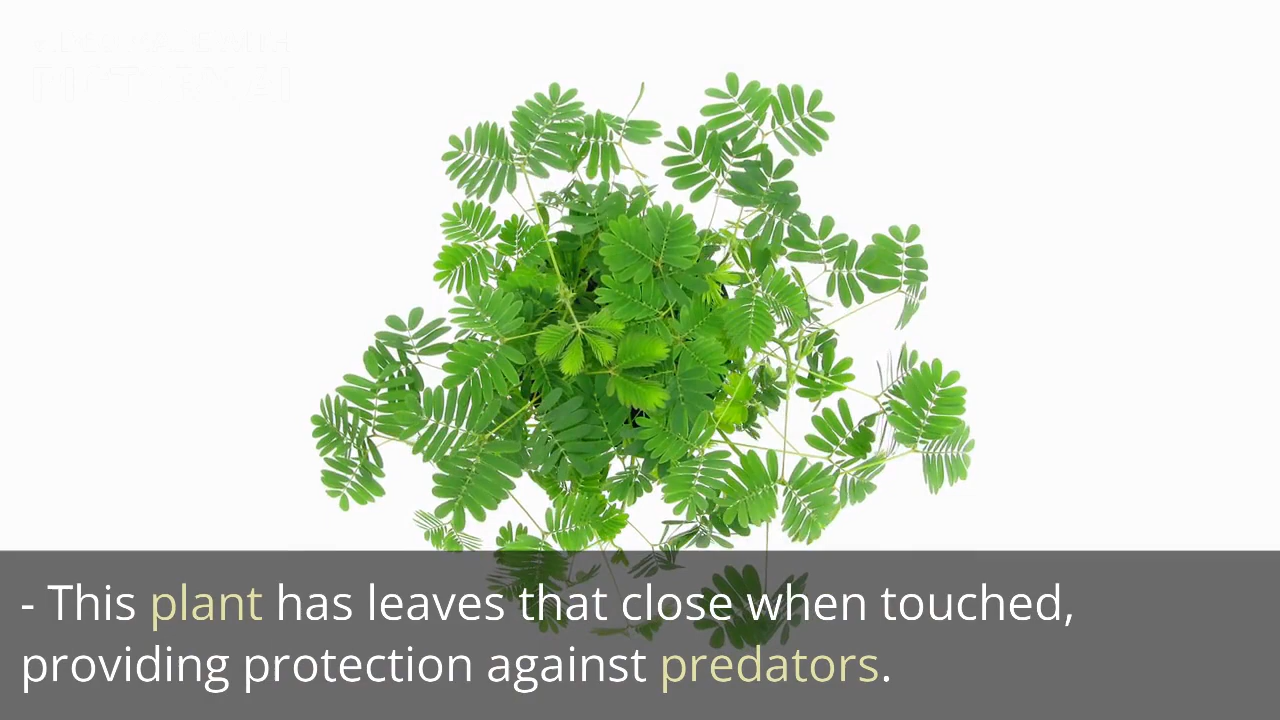 - This plant has leaves that close when touched,
providing protection against predators.